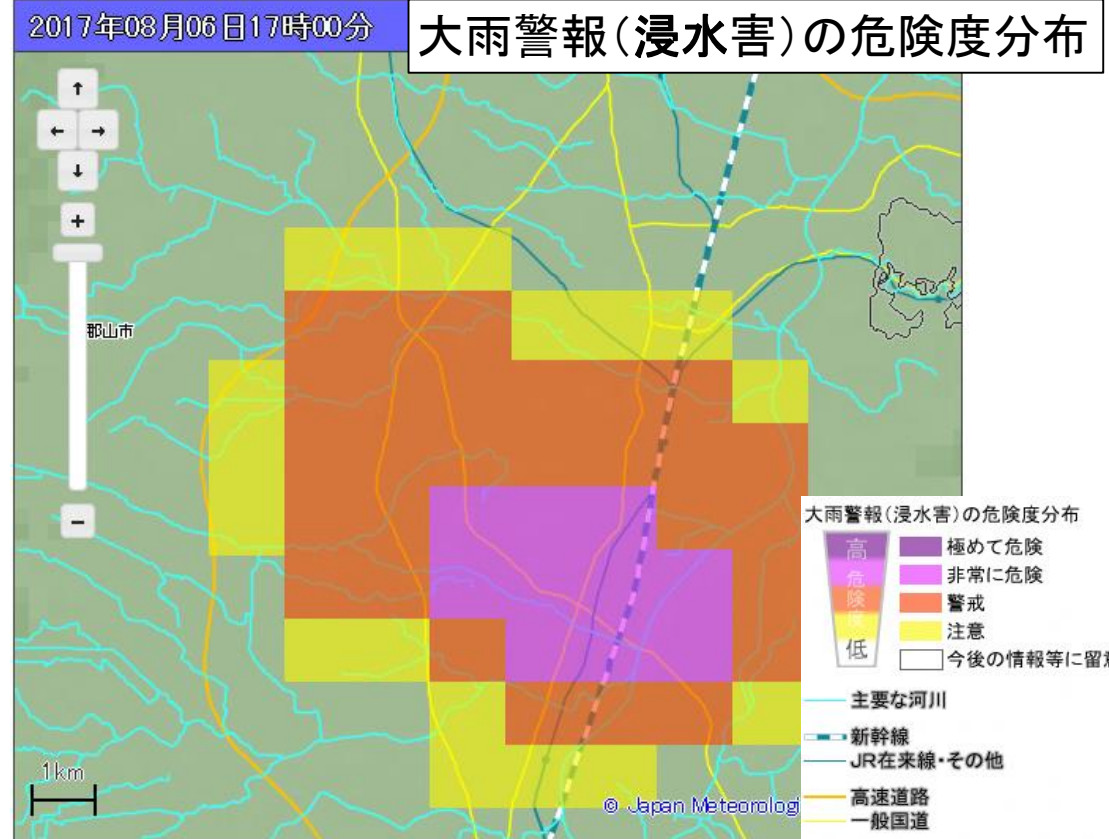 2017年08月06日17時00分
大雨警報(浸水害)の危険度分布
↑
← →
↓
+
郡山市
−
大雨警報(浸水害)の危険度分布
高
危
険
度
低
極めて危険
非常に危険
警戒
注意
今後の情報等に留意
主要な河川
新幹線
JR在来線・その他
高速道路
一般国道
1km
© Japan Meteorologi